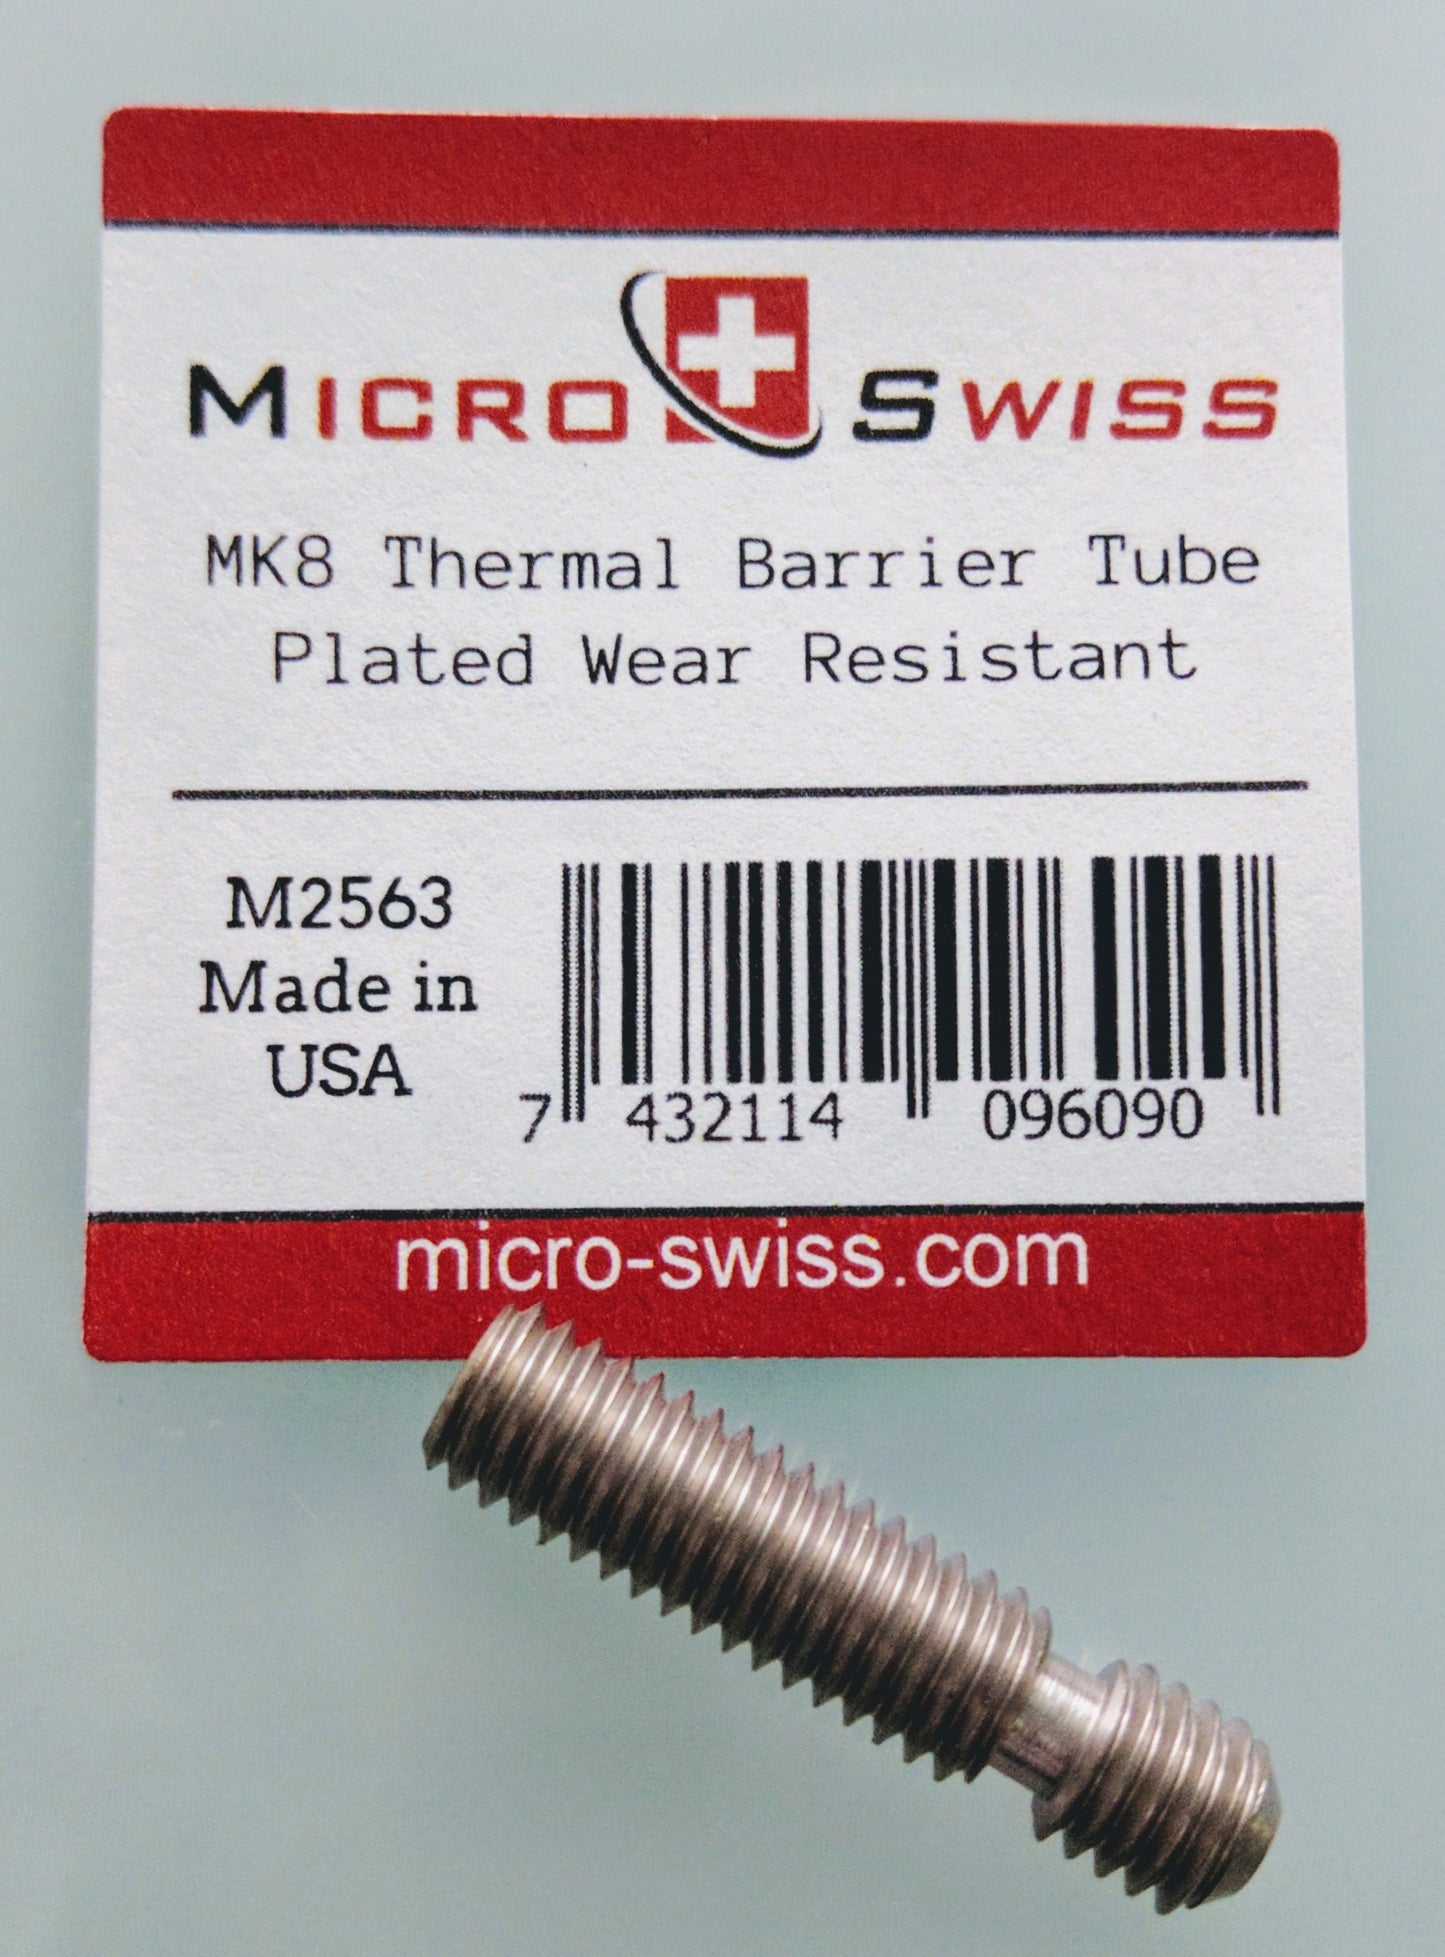 MICRO SWISS
MK8 Thermal Barrier Tube
Plated Wear Resistant
M2563
Made in
USA
7 432114 096090
micro-swiss.com